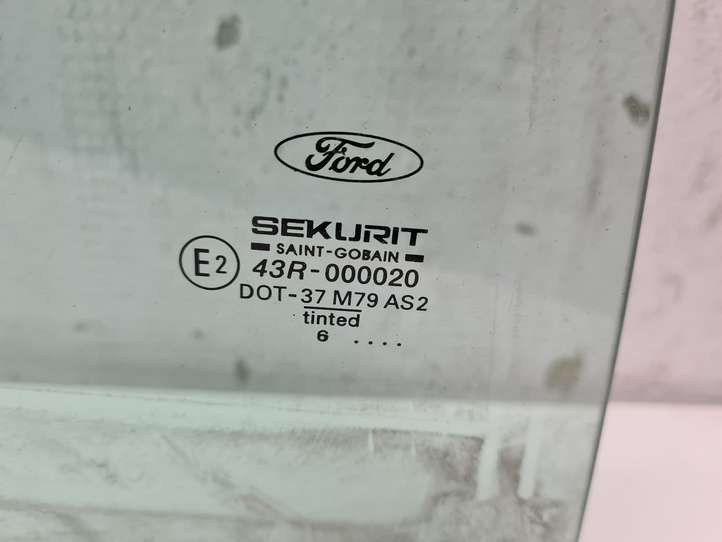 Ford
SEKURIT
SAINT-GOBAIN
E2 43R-000020
DOT-37 M79 AS2
tinted
6 ....